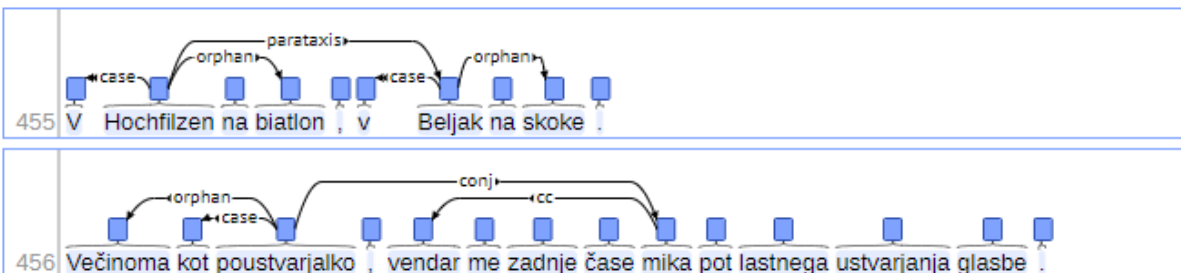 parataxis
orphan orphan
case case
455 V Hochfilzen na biatlon , v Beljak na skoke .
conj
orphan cc
case
456 Večinoma kot poustvarjalko , vendar me zadnje čase mika pot lastnega ustvarjanja glasbe .